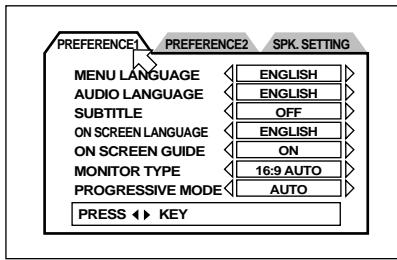 PREFERENCE1 PREFERENCE2 SPK. SETTING
MENU LANGUAGE ENGLISH
AUDIO LANGUAGE ENGLISH
SUBTITLE OFF
ON SCREEN LANGUAGE ENGLISH
ON SCREEN GUIDE ON
MONITOR TYPE 16:9 AUTO
PROGRESSIVE MODE AUTO
PRESS ◀ ▶ KEY